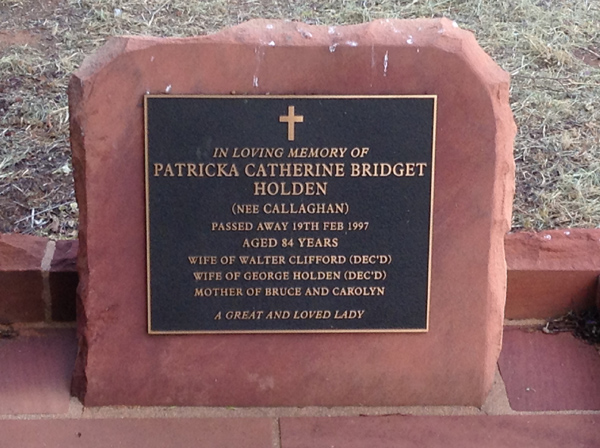 IN LOVING MEMORY OF
PATRICKA CATHERINE BRIDGET
HOLDEN
(NEE CALLAGHAN)
PASSED AWAY 19TH FEB 1997
AGED 84 YEARS
WIFE OF WALTER CLIFFORD (DEC'D)
WIFE OF GEORGE HOLDEN (DEC'D)
MOTHER OF BRUCE AND CAROLYN
A GREAT AND LOVED LADY